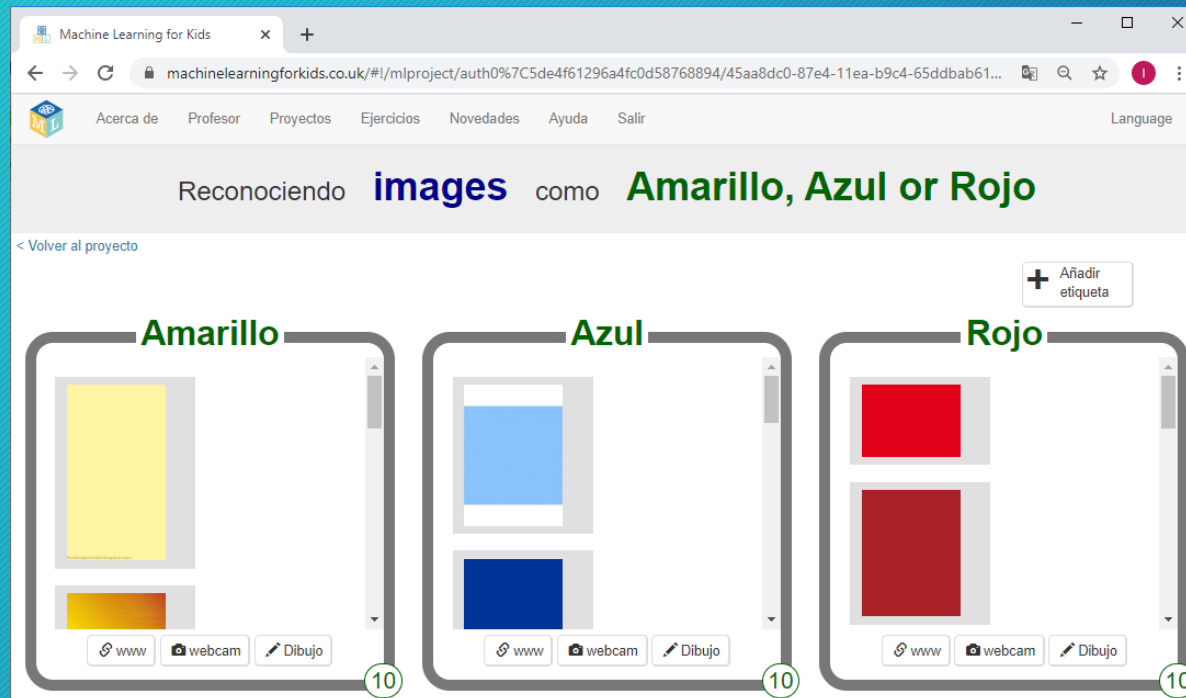 Machine Learning for Kids
machinelearningforkids.co.uk/#!/mlproject/auth0%7C5de4f61296a4fc0d58768894/45aa8dc0-87e4-11ea-b9c4-65ddbab61...
I
ML
Acerca de Profesor Proyectos Ejercicios Novedades Ayuda Salir Language
Reconociendo images como Amarillo, Azul or Rojo
< Volver al proyecto
Añadir
etiqueta
Amarillo Azul Rojo
www webcam Dibujo www webcam Dibujo www webcam Dibujo
10 10 10